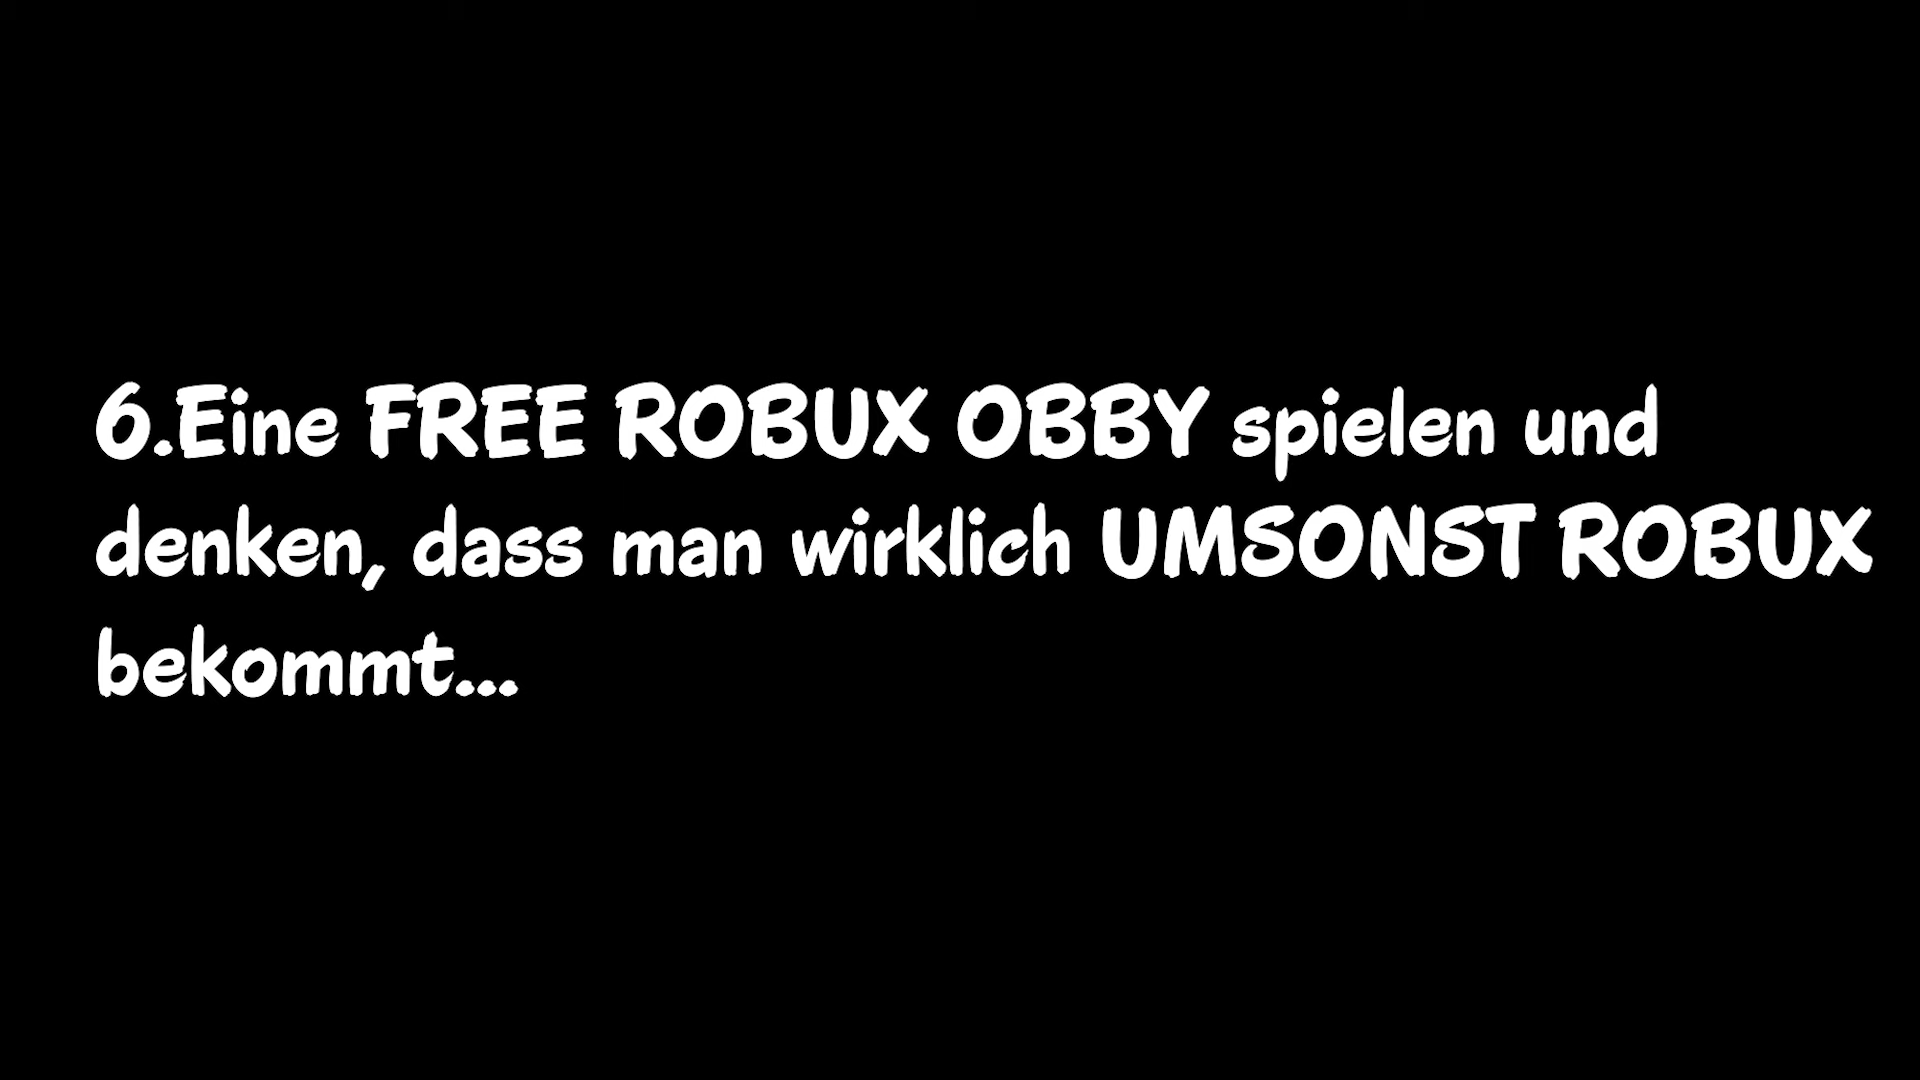 6.Eine FREE ROBUX OBBY spielen und
denken, dass man wirklich UMSONST ROBUX
bekommt...